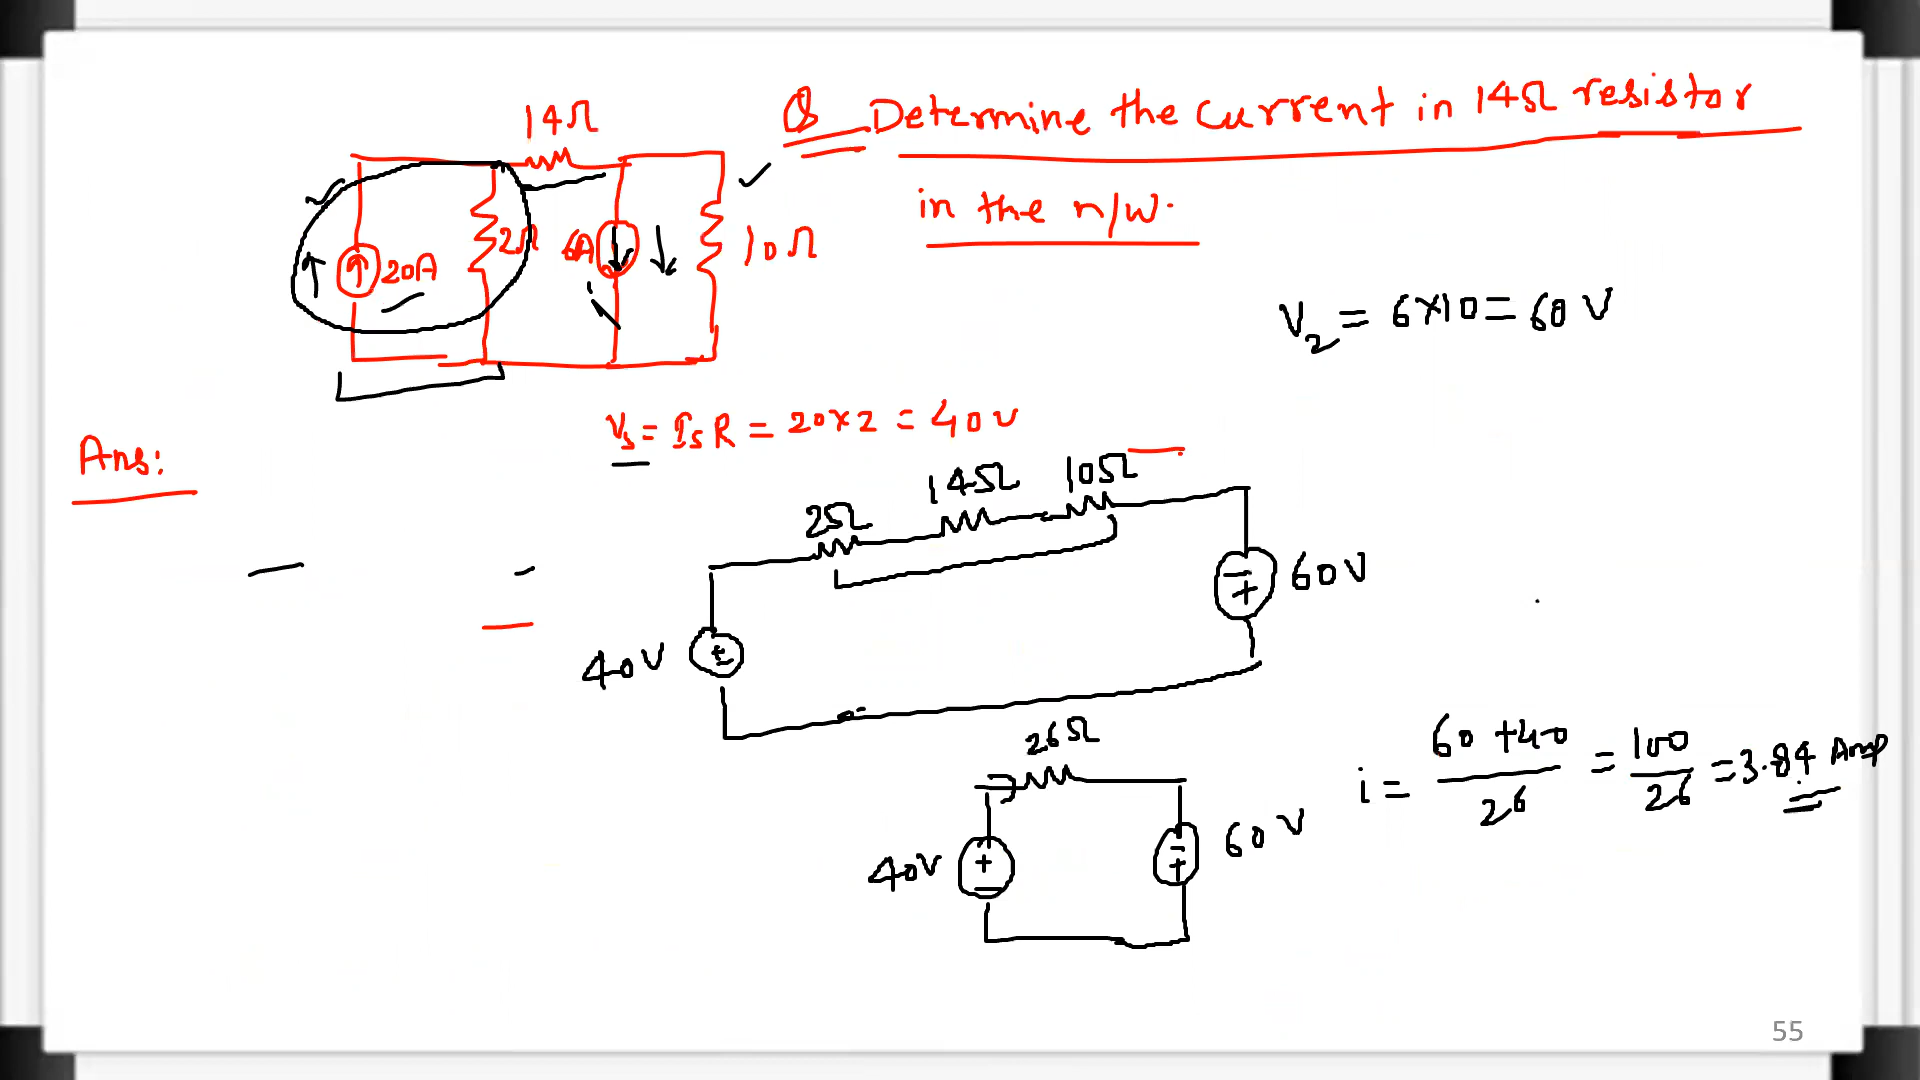 14Ω
Q Determine the current in 14Ω resistor
in the n/w.
20A
2Ω
6A
10Ω
i
V2 = 6×10 = 60 V
Vs = Is R = 20×2 = 40v
Ans:
2Ω
14Ω
10Ω
60V
40V
26Ω
40V
60V
i = 60+40/26 = 100/26 = 3.84 Amp
55